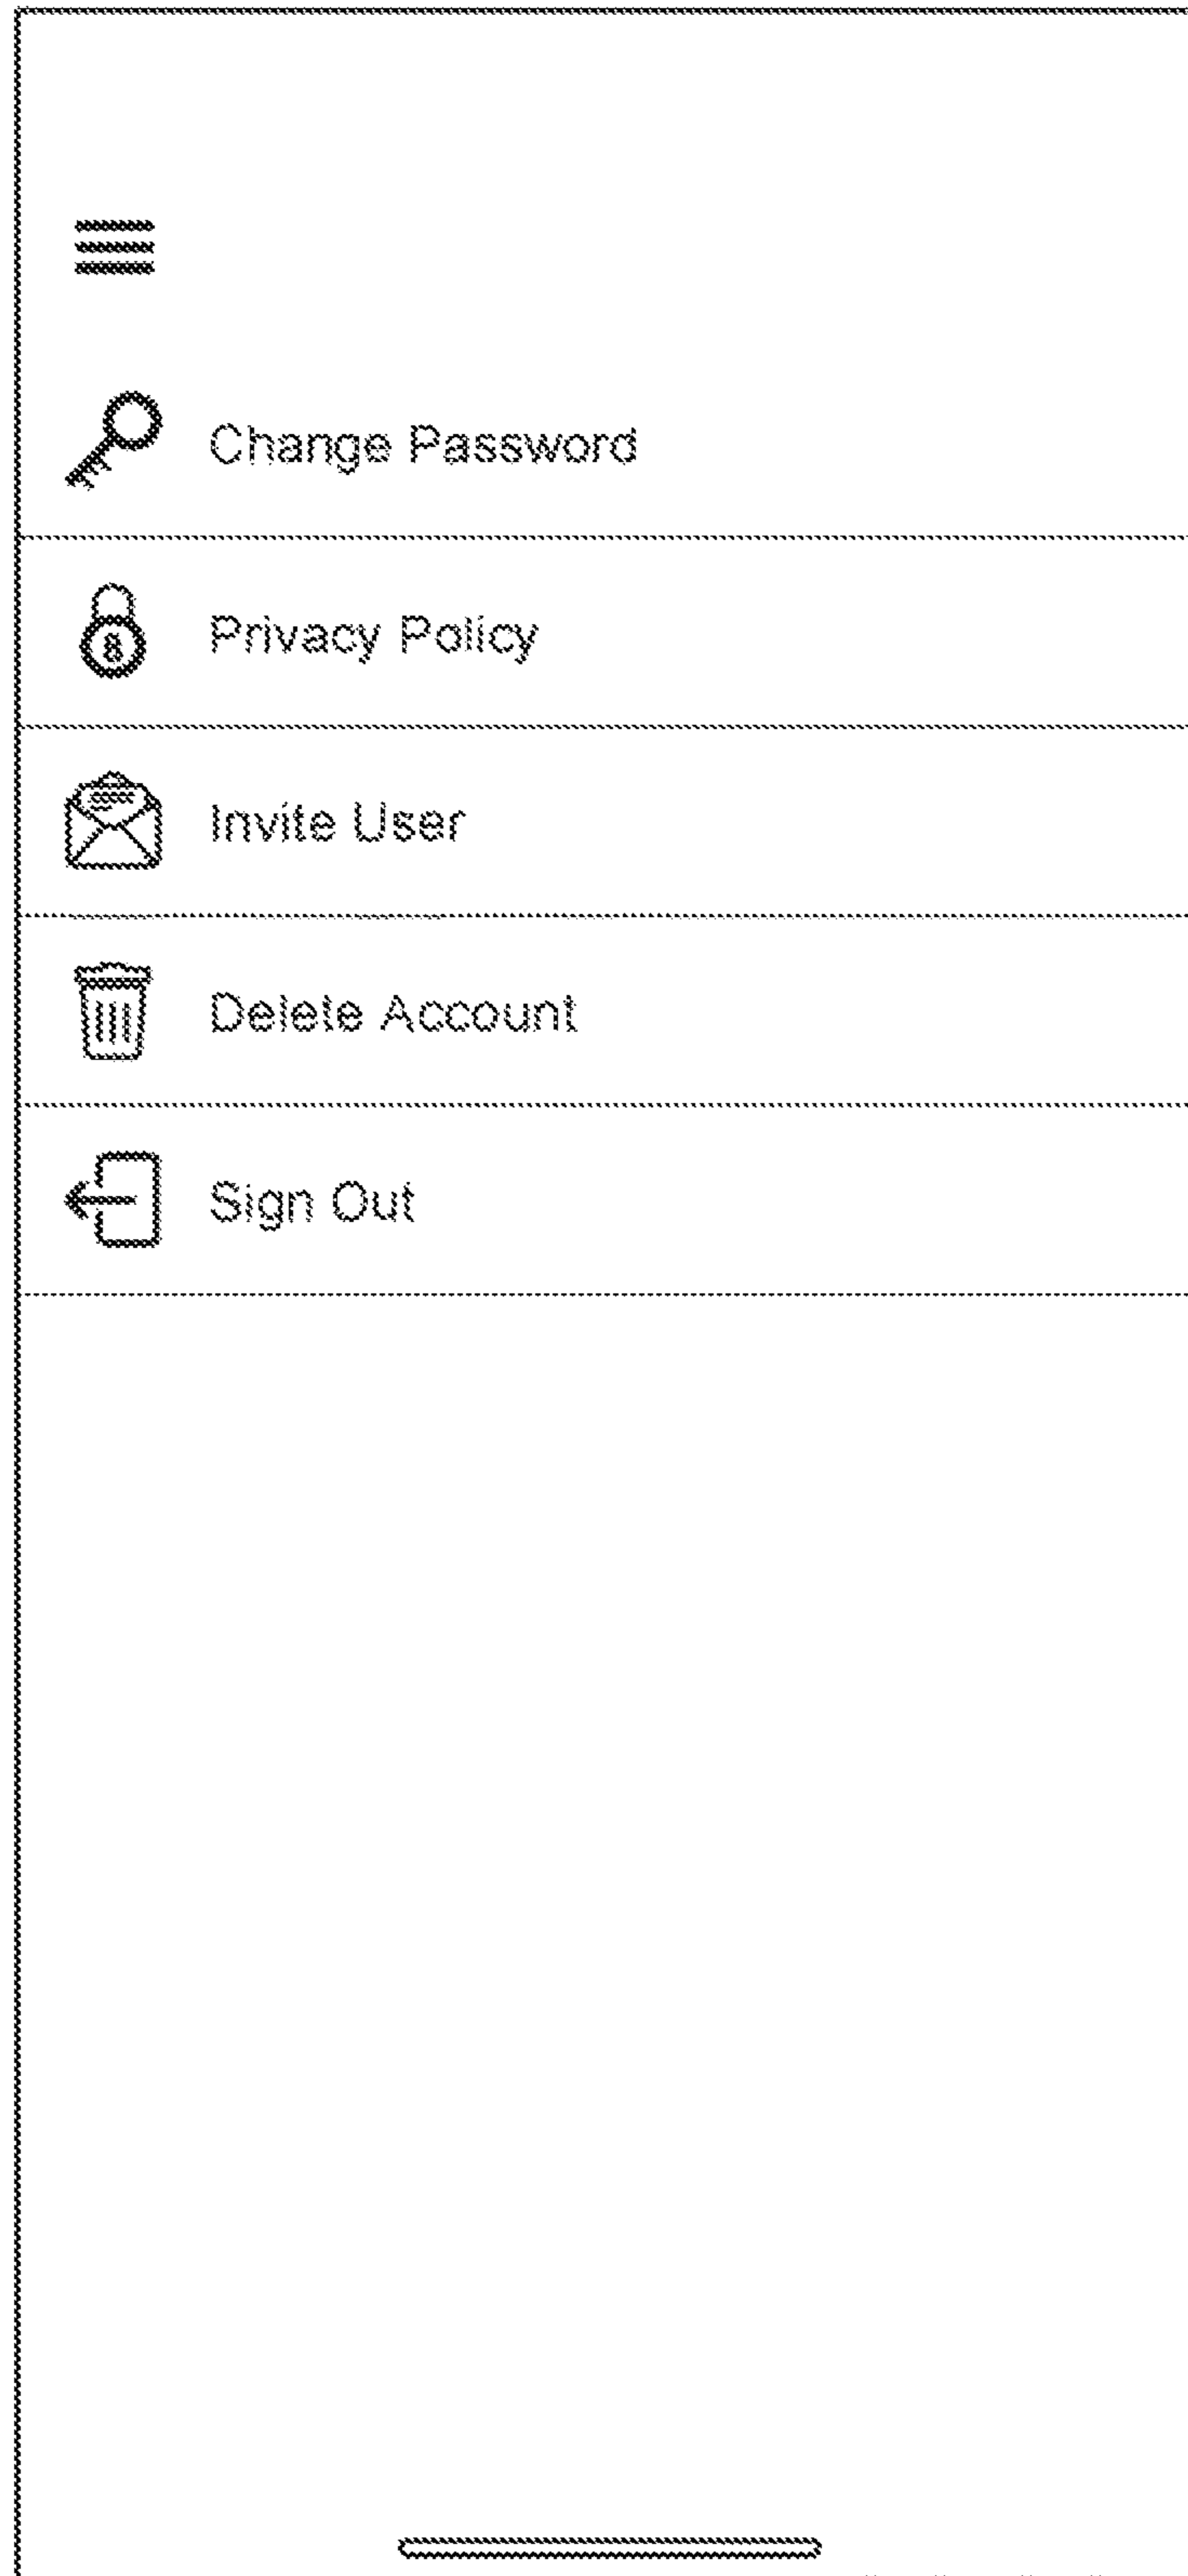 Change Password
Privacy Policy
Invite User
Delete Account
Sign Out